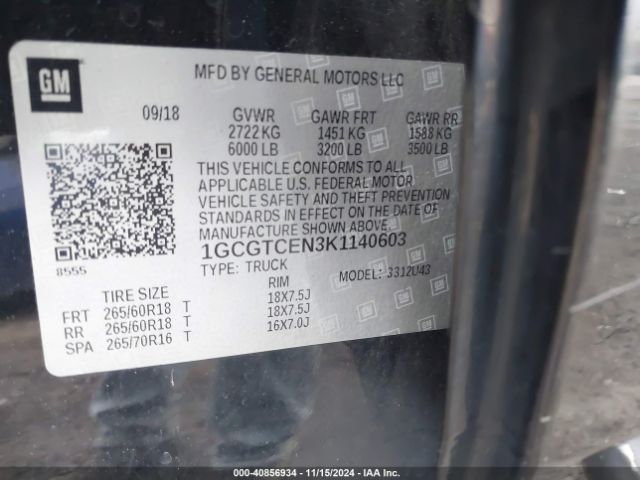 GM
MFD BY GENERAL MOTORS LLC
09/18 GVWR GAWR FRT GAWR RR
2722 KG 1451 KG 1588 KG
6000 LB 3200 LB 3500 LB
THIS VEHICLE CONFORMS TO ALL
APPLICABLE U.S. FEDERAL MOTOR
VEHICLE SAFETY AND THEFT PREVENTION
STANDARDS IN EFFECT ON THE DATE OF
MANUFACTURE SHOWN ABOVE.
8555 1GCGTCEN3K1140603
TYPE: TRUCK MODEL: 3312U43
TIRE SIZE RIM
FRT 265/60R18 T 18X7.5J
RR 265/60R18 T 18X7.5J
SPA 265/70R16 T 16X7.0J
000-40856934 - 11/15/2024 - IAA Inc.